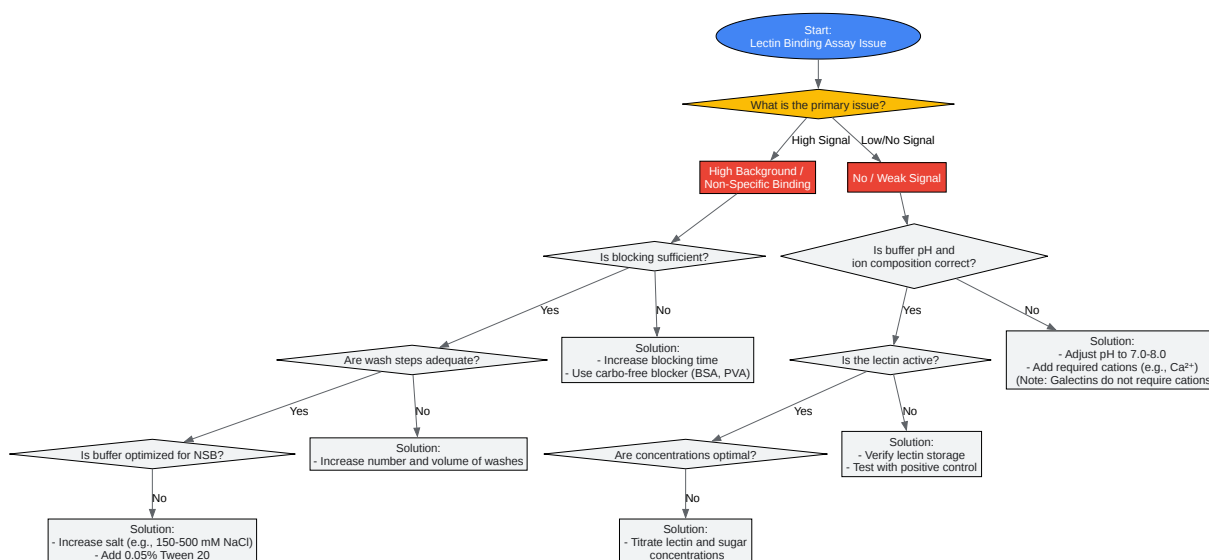 Start:
Lectin Binding Assay Issue
What is the primary issue?
High Signal
Low/No Signal
High Background /
Non-Specific Binding
No / Weak Signal
Is blocking sufficient?
Is buffer pH and
ion composition correct?
Yes
No
Yes
No
Are wash steps adequate?
Solution:
- Increase blocking time
- Use carbo-free blocker (BSA, PVA)
Is the lectin active?
Solution:
- Adjust pH to 7.0-8.0
- Add required cations (e.g., Ca²⁺)
(Note: Galectins do not require cations
Yes
No
Yes
No
Is buffer optimized for NSB?
Solution:
- Increase number and volume of washes
Are concentrations optimal?
Solution:
- Verify lectin storage
- Test with positive control
No
No
Solution:
- Increase salt (e.g., 150-500 mM NaCl)
- Add 0.05% Tween 20
Solution:
- Titrate lectin and sugar
concentrations